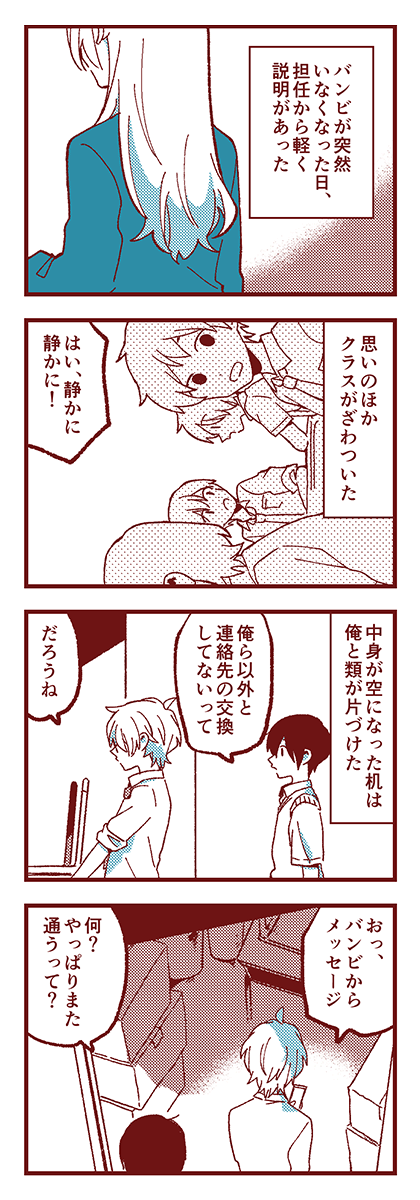 バンビが突然
いなくなった日、
担任から軽く
説明があった
思いのほか
クラスがざわついた
はい、静かに
静かに！
中身が空になった机は
俺と類が片づけた
俺ら以外と
連絡先の交換
してないって
だろうね
おっ、
バンビから
メッセージ
何？
やっぱりまた
通うって？